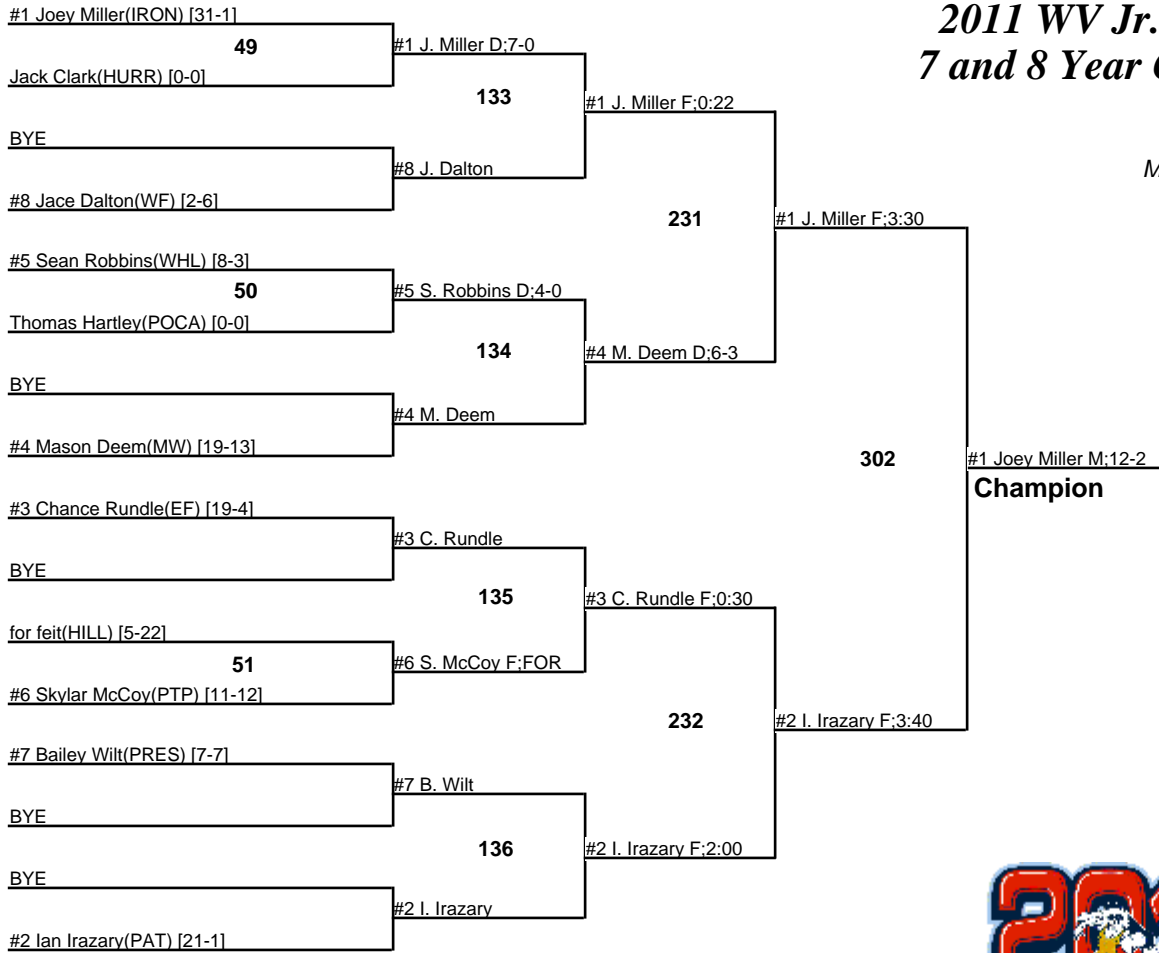 2011 WV Jr.
7 and 8 Year
M
#1 Joey Miller(IRON) [31-1]
49
#1 J. Miller D;7-0
Jack Clark(HURR) [0-0]
133
#1 J. Miller F;0:22
BYE
#8 J. Dalton
#8 Jace Dalton(WF) [2-6]
231
#1 J. Miller F;3:30
#5 Sean Robbins(WHL) [8-3]
50
#5 S. Robbins D;4-0
Thomas Hartley(POCA) [0-0]
134
#4 M. Deem D;6-3
BYE
#4 M. Deem
#4 Mason Deem(MW) [19-13]
302
#1 Joey Miller M;12-2
Champion
#3 Chance Rundle(EF) [19-4]
#3 C. Rundle
BYE
135
#3 C. Rundle F;0:30
for feit(HILL) [5-22]
51
#6 S. McCoy F;FOR
#6 Skylar McCoy(PTP) [11-12]
232
#2 I. Irazary F;3:40
#7 Bailey Wilt(PRES) [7-7]
#7 B. Wilt
BYE
136
#2 I. Irazary F;2:00
BYE
#2 I. Irazary
#2 Ian Irazary(PAT) [21-1]